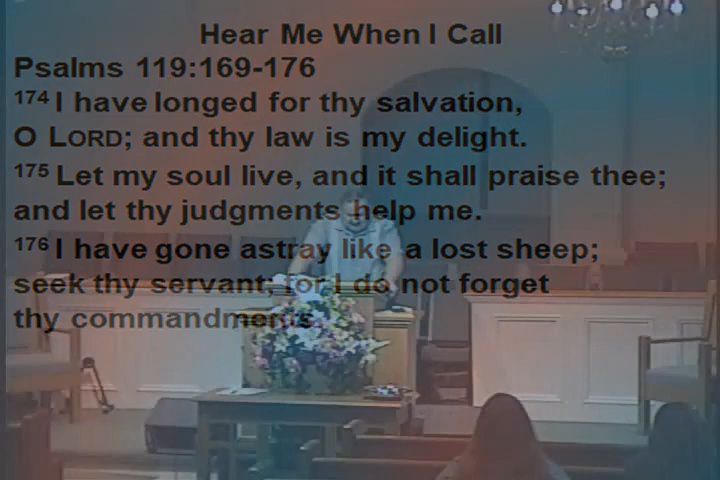 Hear Me When I Call
Psalms 119:169-176
174 I have longed for thy salvation,
O LORD; and thy law is my delight.
175 Let my soul live, and it shall praise thee;
and let thy judgments help me.
176 I have gone astray like a lost sheep;
seek thy servant; for I do not forget
thy commandments.